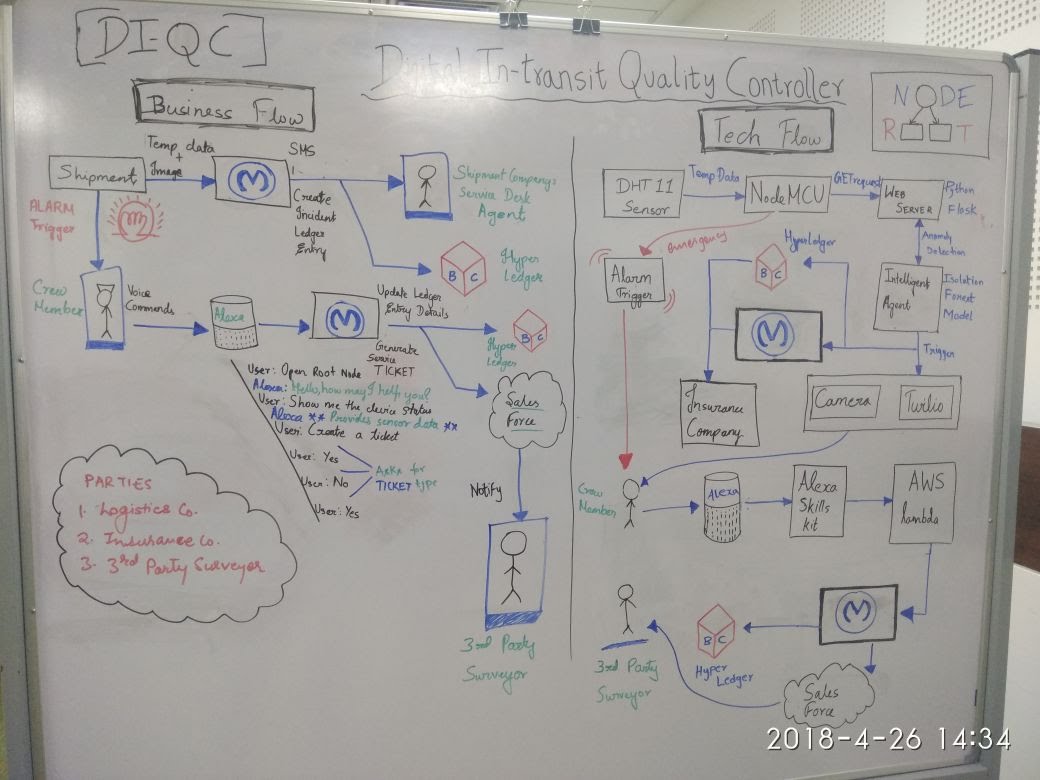 DI-QC
Digital In-transit Quality Controller
Business Flow
Shipment
Temp data
+
Image
SMS
Create
Incident
Ledger
Entry
Shipment Company's
Service Desk
Agent
ALARM
Trigger
B C
Hyper
Ledger
Crew
Member
Voice
Commands
Alexa
Update Ledger
Entry Details
B C
Hyper
Ledger
Generate
Service
TICKET
Sales
Force
User: Open Root Node
Alexa: Hello, how may I help you?
User: Show me the device status
Alexa ** Provides sensor data **
User: Create a ticket
User: Yes
User: No
User: Yes
Asks for
TICKET type
Notify
3rd Party
Surveyor
PARTIES
1. Logistics Co.
2. Insurance Co.
3. 3rd Party Surveyor
Tech Flow
NODE
R T
DHT 11
Sensor
Temp Data
NodeMCU
GET request
WEB
SERVER
Python
Flask
emergency
Alarm
Trigger
Anomaly
Detection
HyperLedger
B C
Intelligent
Agent
Isolation
Forest
Model
Trigger
Insurance
Company
Camera
Twilio
Crew
Member
Alexa
Alexa
Skills
kit
AWS
lambda
3rd Party
Surveyor
B C
Hyper
Ledger
Sales
Force
2018-4-26 14:34